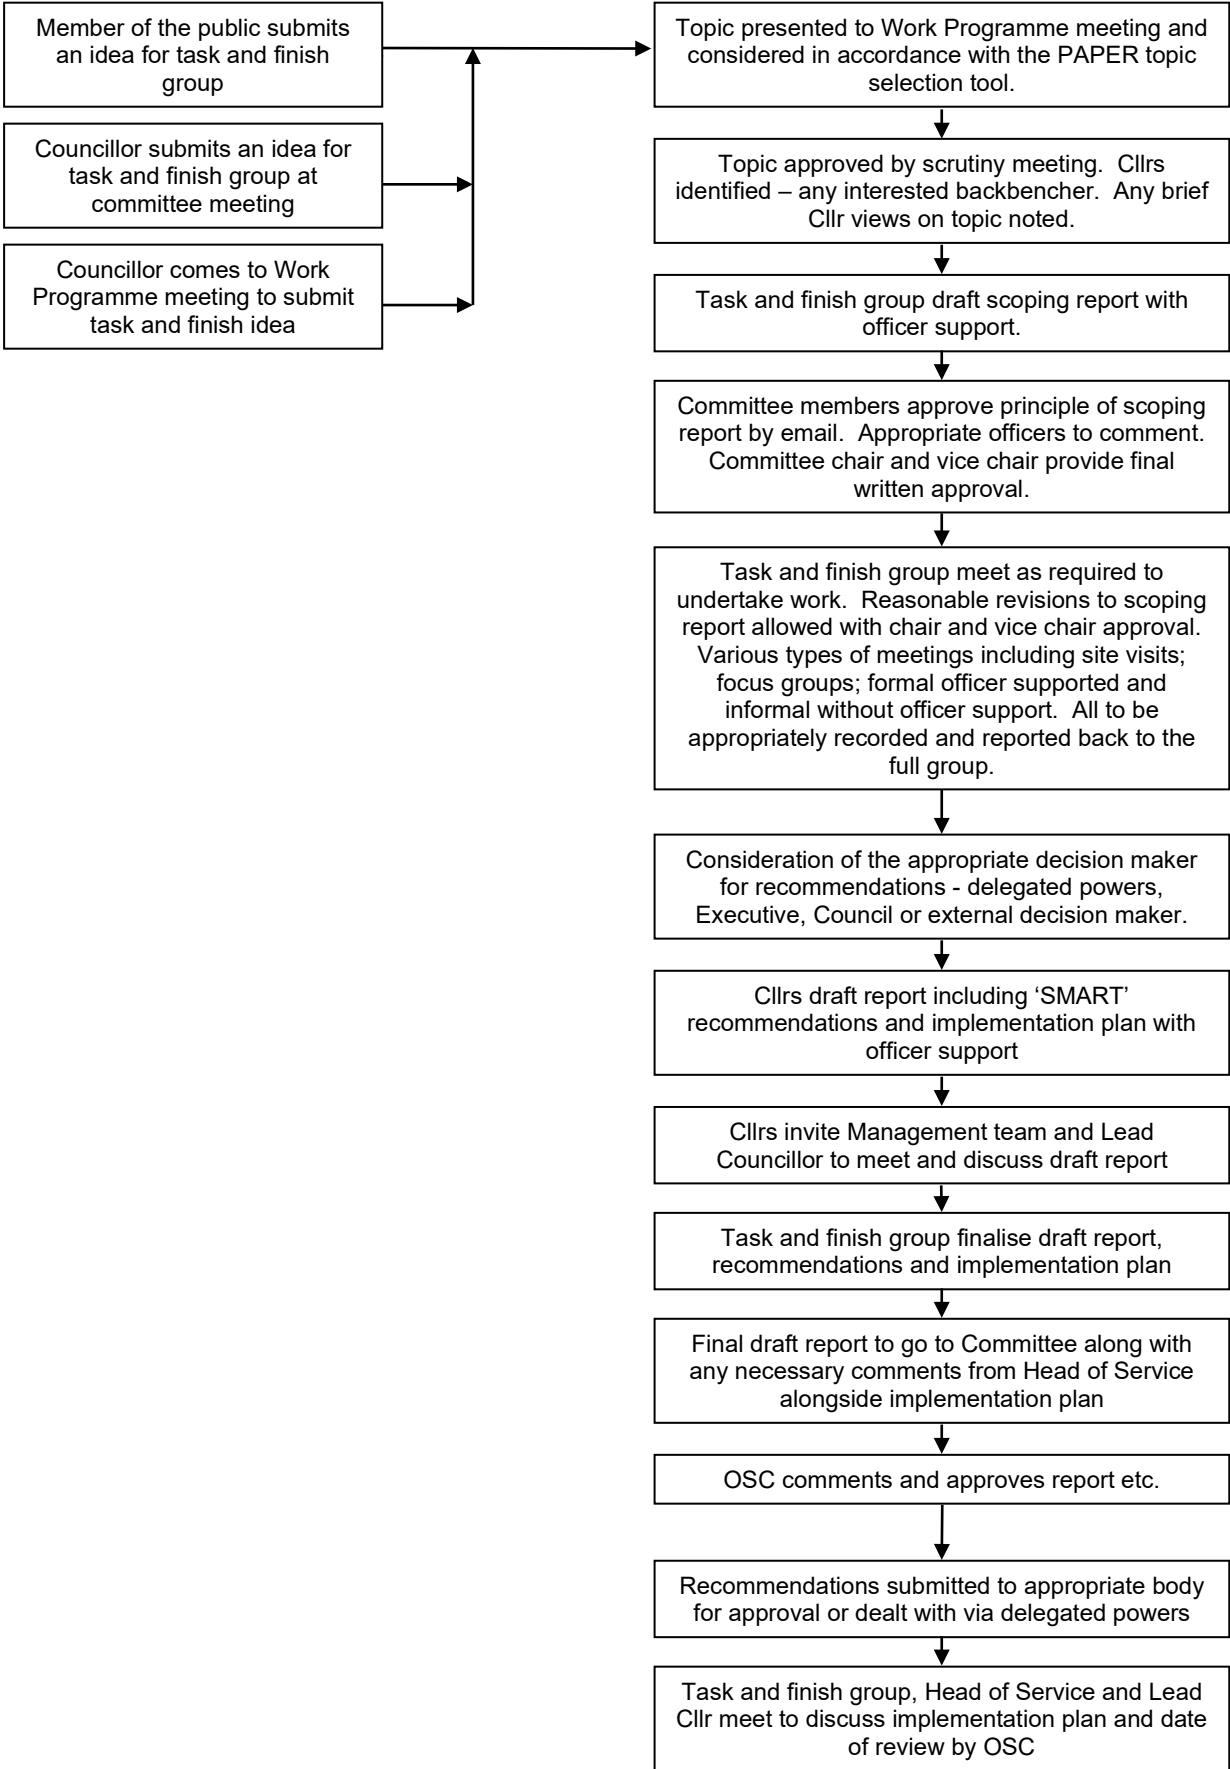 Member of the public submits
an idea for task and finish
group
Councillor submits an idea for
task and finish group at
committee meeting
Councillor comes to Work
Programme meeting to submit
task and finish idea
Topic presented to Work Programme meeting and
considered in accordance with the PAPER topic
selection tool.
Topic approved by scrutiny meeting.  Cllrs
identified – any interested backbencher.  Any brief
Cllr views on topic noted.
Task and finish group draft scoping report with
officer support.
Committee members approve principle of scoping
report by email.  Appropriate officers to comment.
Committee chair and vice chair provide final
written approval.
Task and finish group meet as required to
undertake work.  Reasonable revisions to scoping
report allowed with chair and vice chair approval.
Various types of meetings including site visits;
focus groups; formal officer supported and
informal without officer support.  All to be
appropriately recorded and reported back to the
full group.
Consideration of the appropriate decision maker
for recommendations - delegated powers,
Executive, Council or external decision maker.
Cllrs draft report including ‘SMART’
recommendations and implementation plan with
officer support
Cllrs invite Management team and Lead
Councillor to meet and discuss draft report
Task and finish group finalise draft report,
recommendations and implementation plan
Final draft report to go to Committee along with
any necessary comments from Head of Service
alongside implementation plan
OSC comments and approves report etc.
Recommendations submitted to appropriate body
for approval or dealt with via delegated powers
Task and finish group, Head of Service and Lead
Cllr meet to discuss implementation plan and date
of review by OSC